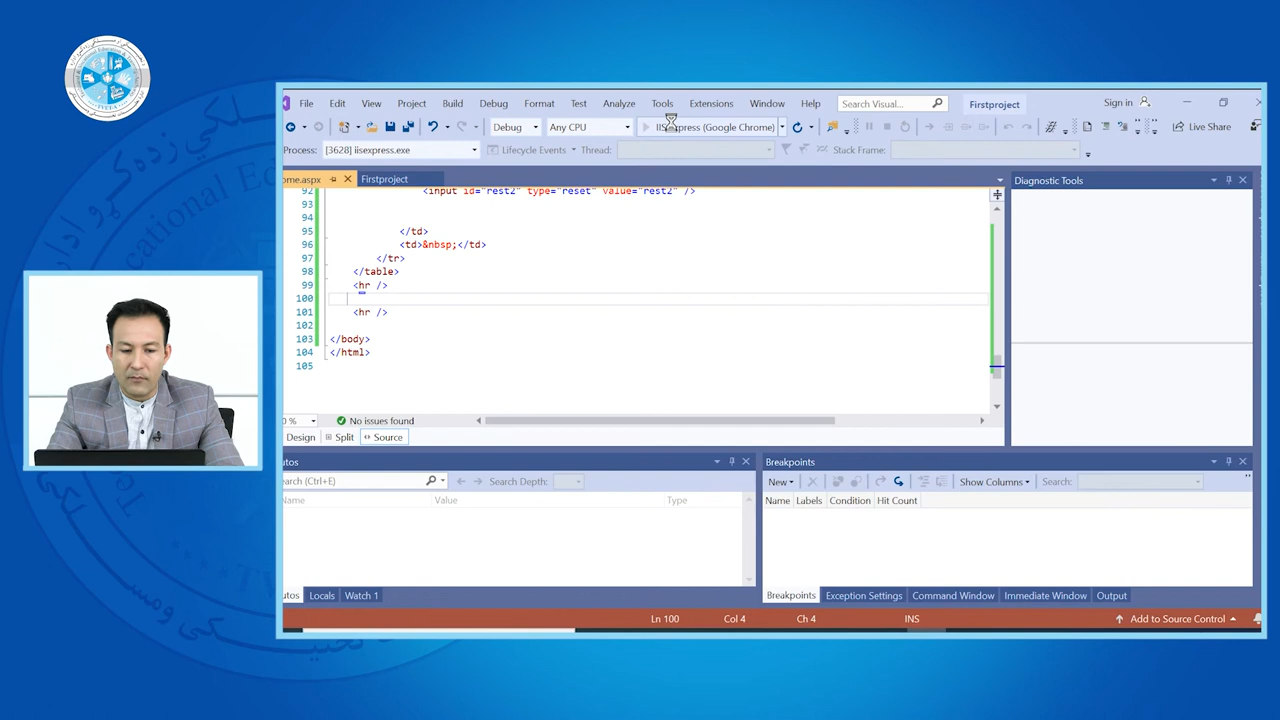 File Edit View Project Build Debug Format Test Analyze Tools Extensions Window Help Search Visual... Firstproject Sign in
Debug Any CPU IIS Express (Google Chrome) Live Share
Process: [3628] iisexpress.exe Lifecycle Events Thread: Stack Frame:
ome.aspx Firstproject Diagnostic Tools
92 <input id="rest2" type="reset" value="rest2" />
93
94
95 </td>
96 <td>&nbsp;</td>
97 </tr>
98 </table>
99 <hr />
100
101 <hr />
102
103 </body>
104 </html>
105
0 % No issues found
Design Split Source
utos Breakpoints
earch (Ctrl+E) Search Depth: New Show Columns Search:
Name Value Type Name Labels Condition Hit Count
utos Locals Watch 1 Breakpoints Exception Settings Command Window Immediate Window Output
Ln 100 Col 4 Ch 4 INS Add to Source Control